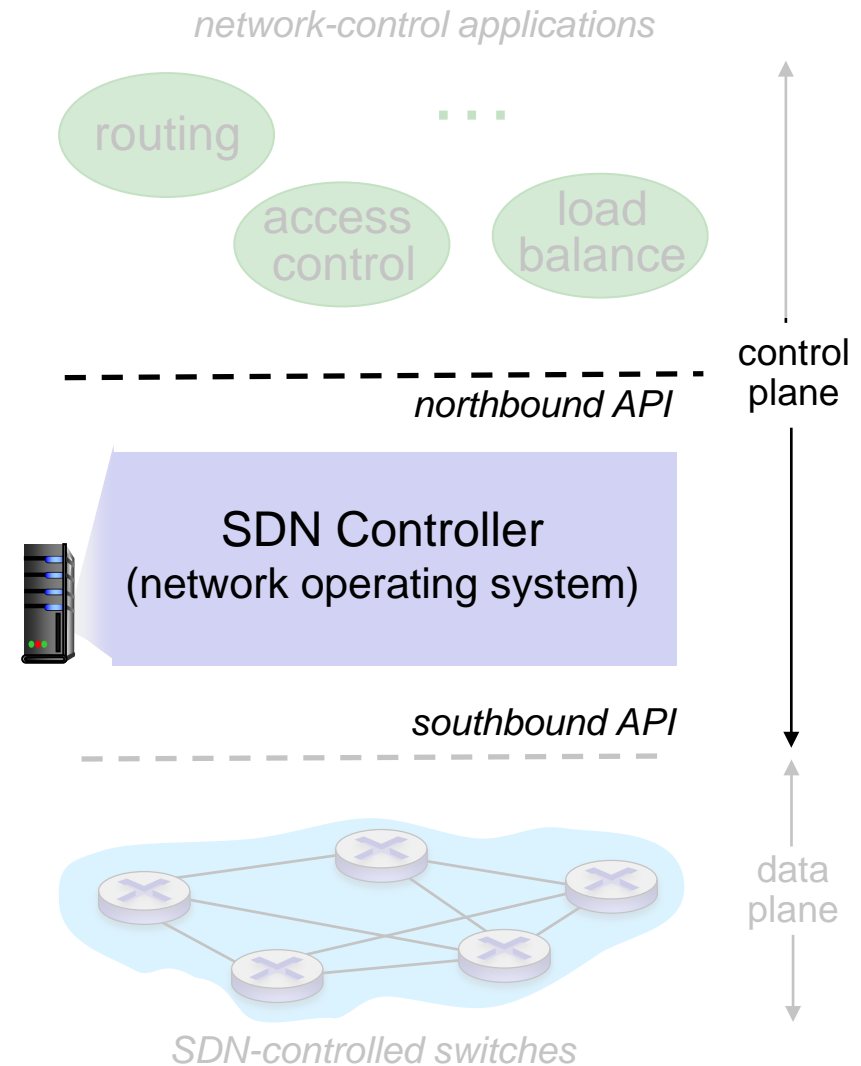 network-control applications
routing
. . .
access
control
load
balance
control
plane
northbound API
SDN Controller
(network operating system)
southbound API
data
plane
SDN-controlled switches